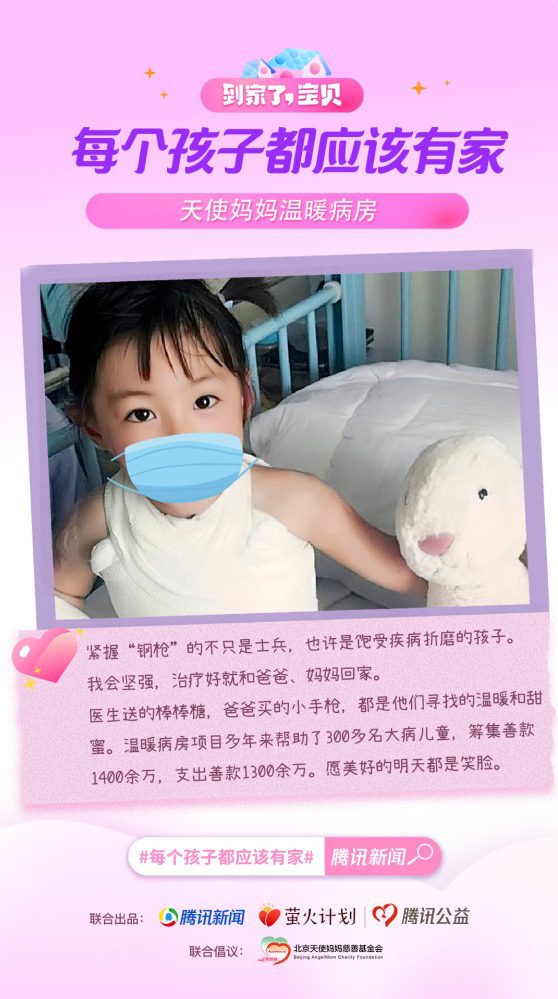 到家了，宝贝
每个孩子都应该有家
天使妈妈温暖病房
紧握“钢枪”的不只是士兵，也许是饱受疾病折磨的孩子。
我会坚强，治疗好就和爸爸、妈妈回家。
医生送的棒棒糖，爸爸买的小手枪，都是他们寻找的温暖和甜
蜜。温暖病房项目多年来帮助了300多名大病儿童，筹集善款
1400余万，支出善款1300余万。愿美好的明天都是笑脸。
#每个孩子都应该有家# 腾讯新闻
联合出品： 腾讯新闻 萤火计划 腾讯公益
联合倡议： 北京天使妈妈慈善基金会
Beijing AngelMom Charity Foundation